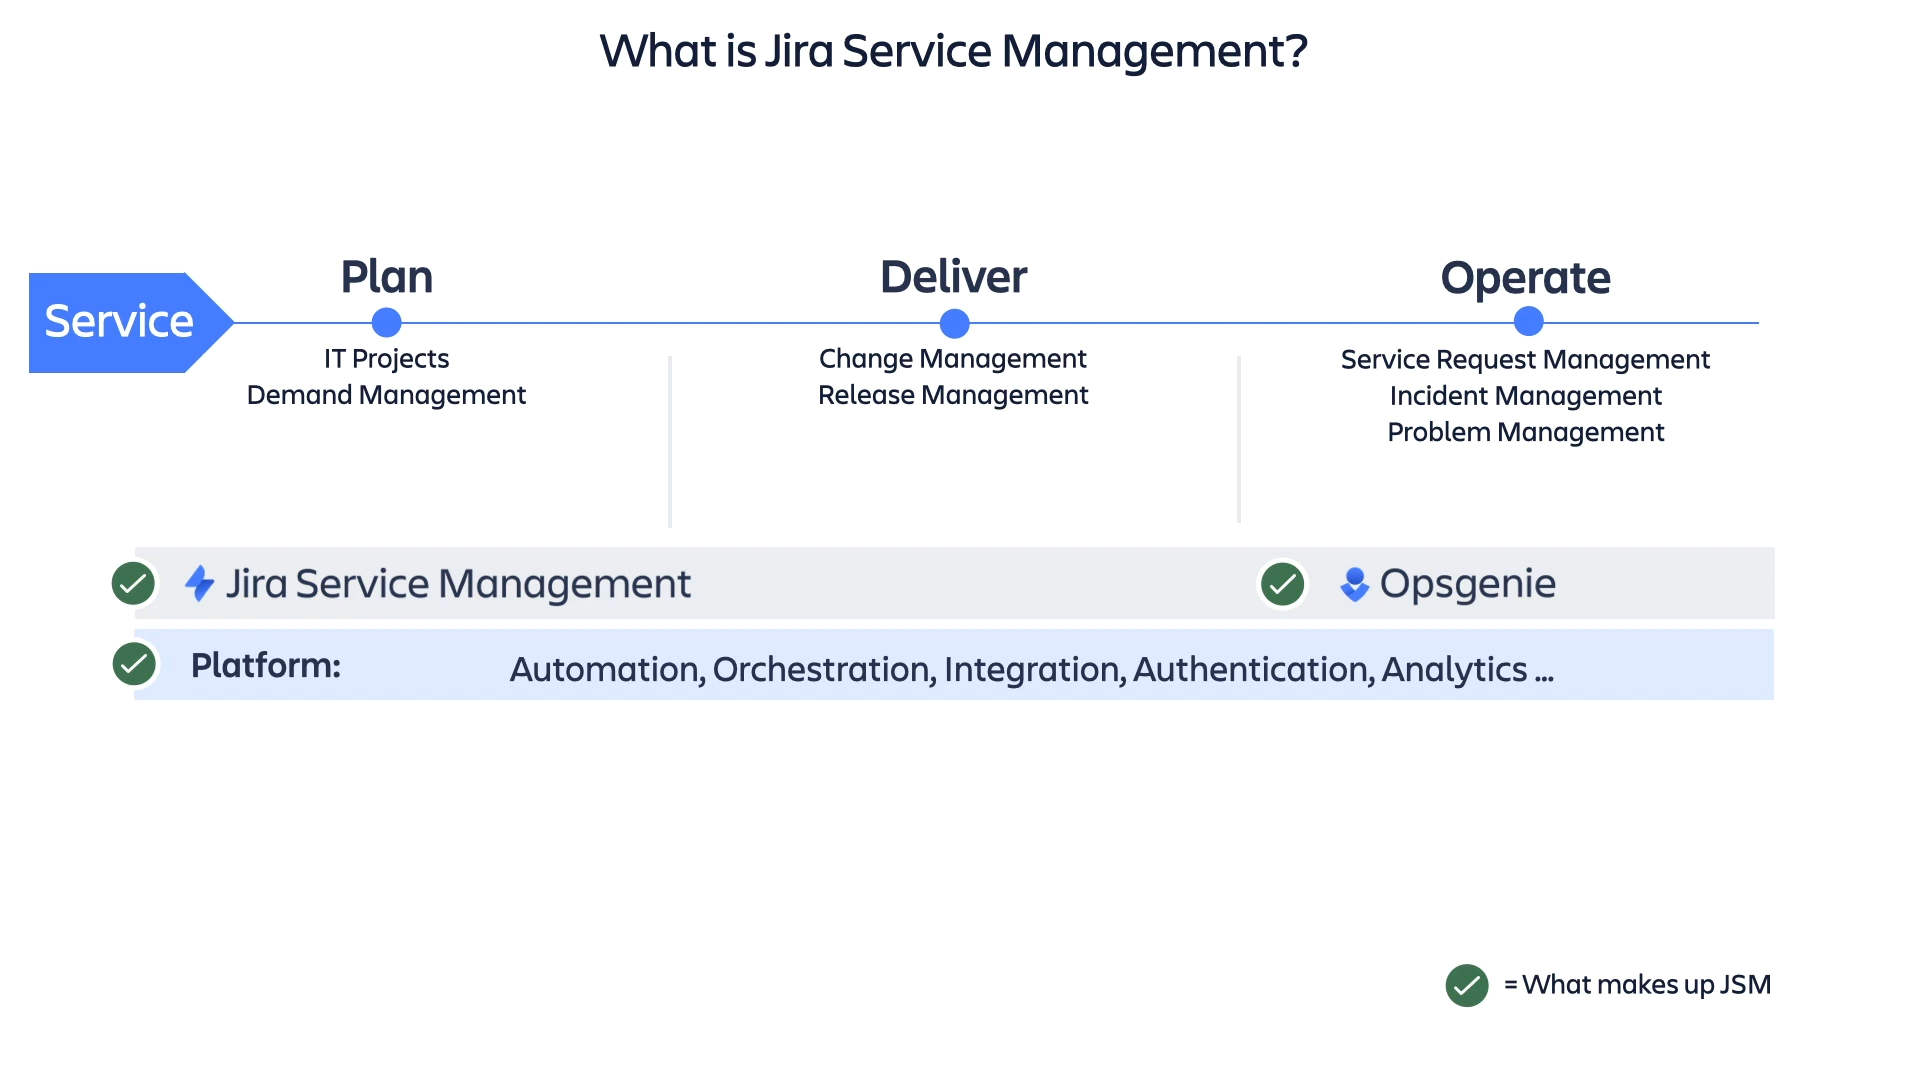 What is Jira Service Management?
Service
Plan
IT Projects
Demand Management
Deliver
Change Management
Release Management
Operate
Service Request Management
Incident Management
Problem Management
Jira Service Management
Opsgenie
Platform:
Automation, Orchestration, Integration, Authentication, Analytics ...
= What makes up JSM